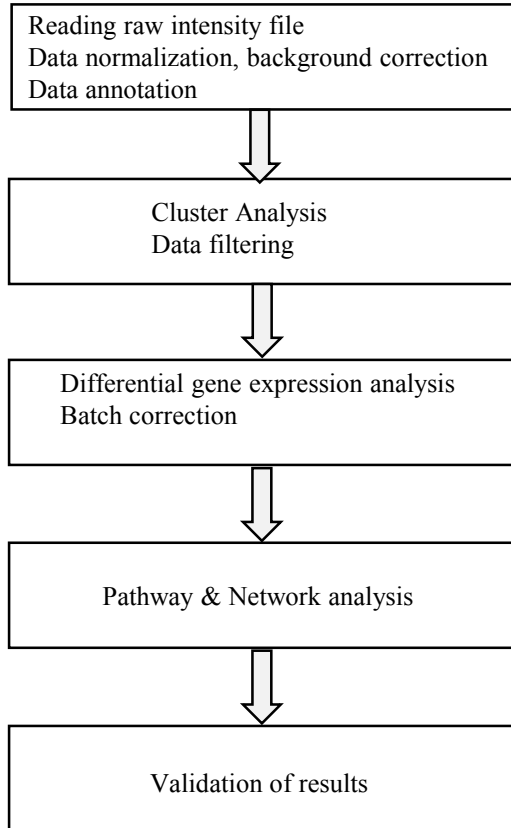 Reading raw intensity file
Data normalization, background correction
Data annotation
Cluster Analysis
Data filtering
Differential gene expression analysis
Batch correction
Pathway & Network analysis
Validation of results